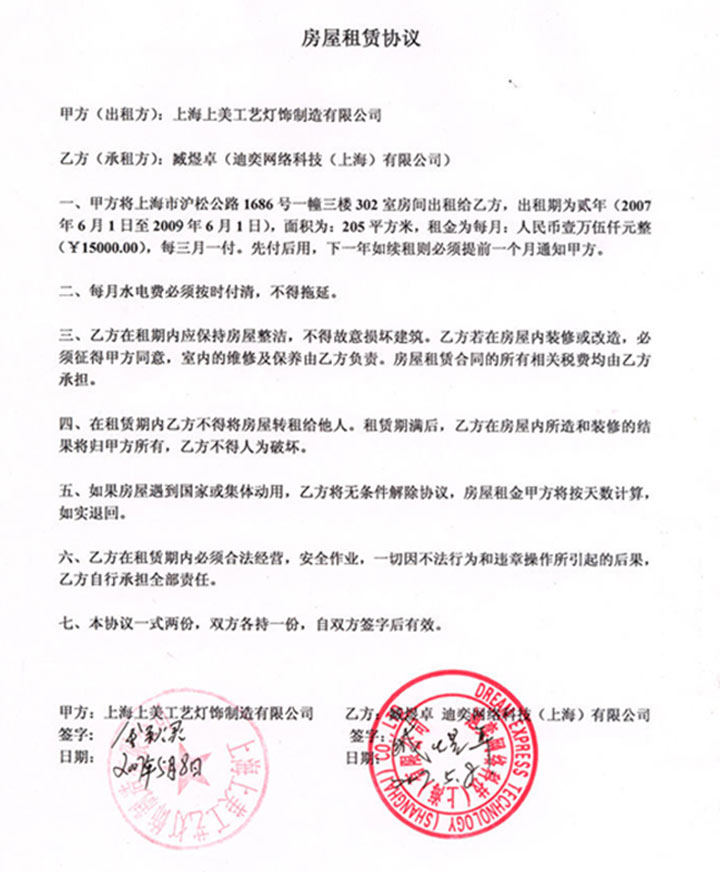 房屋租赁协议
甲方（出租方）：上海上美工艺灯饰制造有限公司
乙方（承租方）：臧煜卓（迪奕网络科技（上海）有限公司）
一、甲方将上海市沪松公路 1686 号一幢三楼 302 室房间出租给乙方，出租期为贰年（2007
年 6 月 1 日至 2009 年 6 月 1 日），面积为：205 平方米，租金为每月：人民币壹万伍仟元整
（￥15000.00），每三月一付。先付后用，下一年如续租则必须提前一个月通知甲方。
二、每月水电费必须按时付清，不得拖延。
三、乙方在租期内应保持房屋整洁，不得故意损坏建筑。乙方若在房屋内装修或改造，必
须征得甲方同意，室内的维修及保养由乙方负责。房屋租赁合同的所有相关税费均由乙方
承担。
四、在租赁期内乙方不得将房屋转租给他人。租赁期满后，乙方在房屋内所造和装修的结
果将归甲方所有，乙方不得人为破坏。
五、如果房屋遇到国家或集体动用，乙方将无条件解除协议，房屋租金甲方将按天数计算，
如实退回。
六、乙方在租赁期内必须合法经营，安全作业，一切因不法行为和违章操作所引起的后果，
乙方自行承担全部责任。
七、本协议一式两份，双方各持一份，自双方签字后有效。
甲方：上海上美工艺灯饰制造有限公司
签字：
日期：2007年5月8日
上海上美工艺灯饰制造
乙方：臧煜卓 迪奕网络科技（上海）有限公司
签字：臧煜卓
日期：2007.5.8
DREAM EXPRESS TECHNOLOGY (SHANGHAI) CO. LTD
迪奕网络科技（上海）有限公司